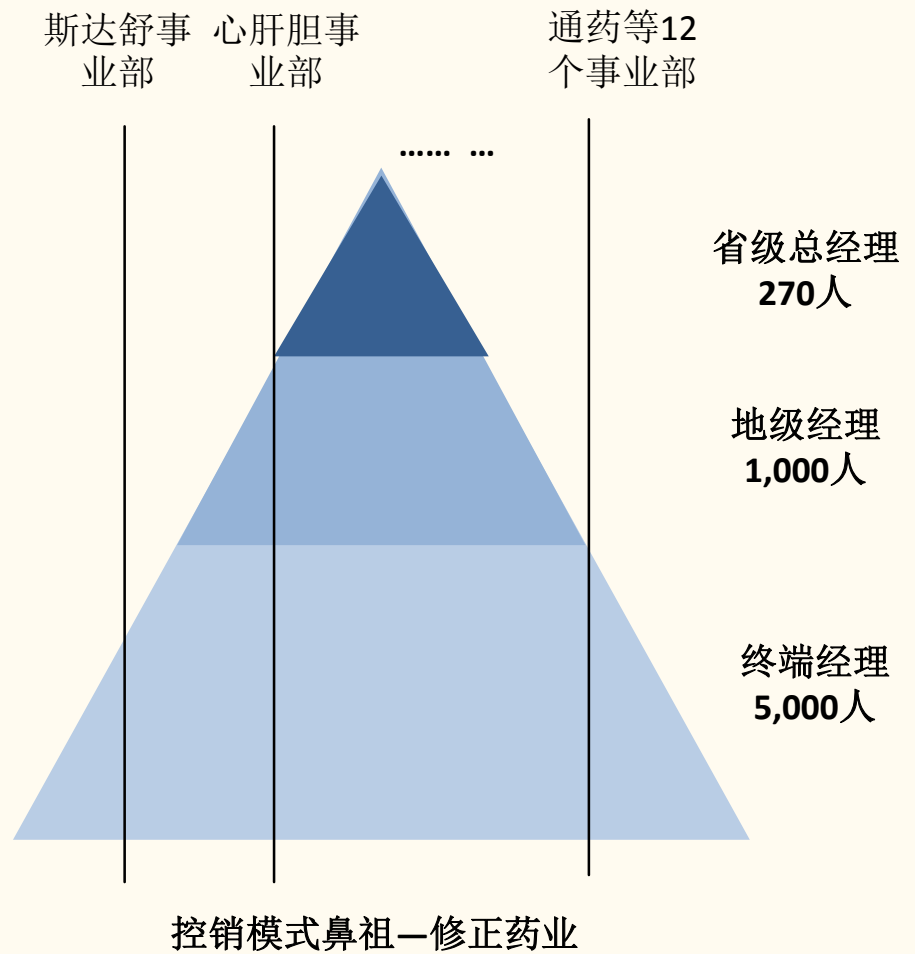 斯达舒事
业部
心肝胆事
业部
通药等12
个事业部
…… …
省级总经理
270人
地级经理
1,000人
终端经理
5,000人
控销模式鼻祖—修正药业